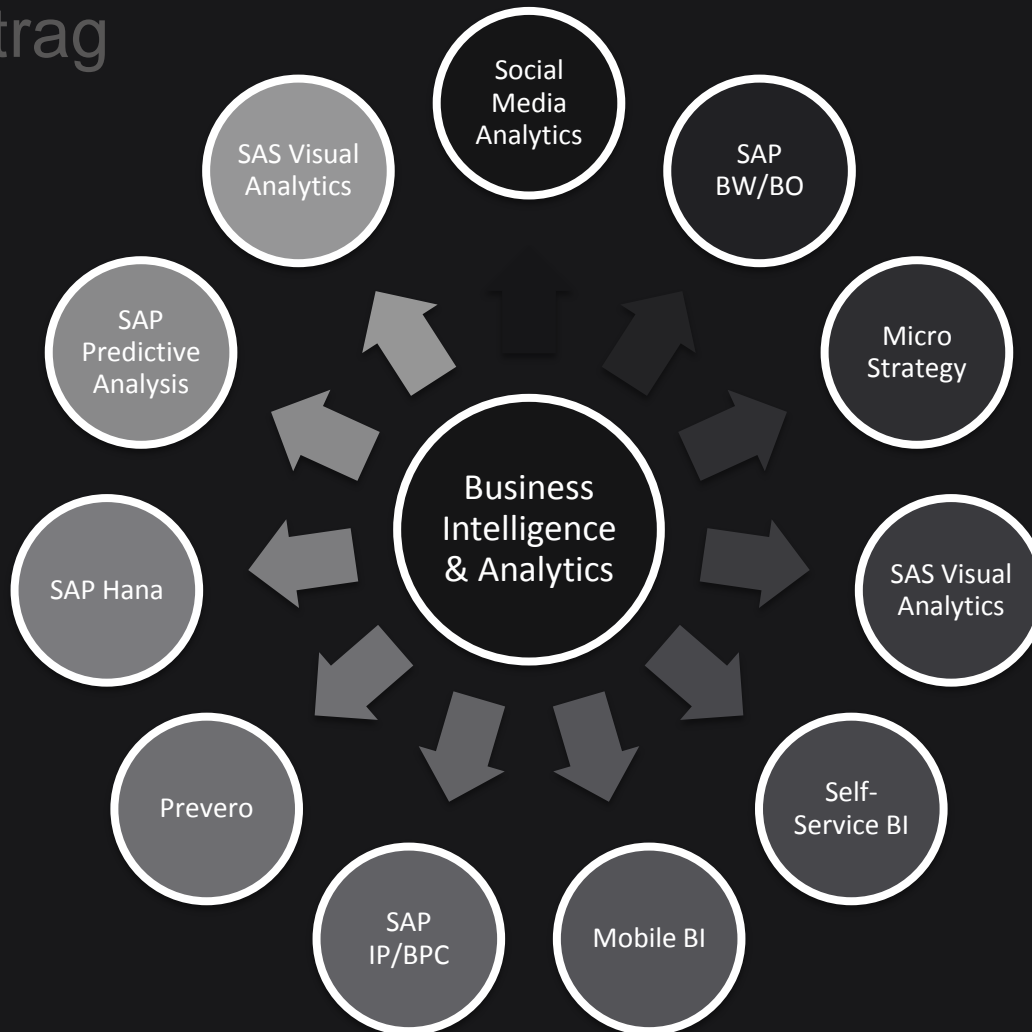 trag
Social
Media
Analytics
SAP
BW/BO
Micro
Strategy
SAS Visual
Analytics
Self-
Service BI
Mobile BI
SAP
IP/BPC
Prevero
SAP Hana
SAP
Predictive
Analysis
SAS Visual
Analytics
Business
Intelligence
& Analytics